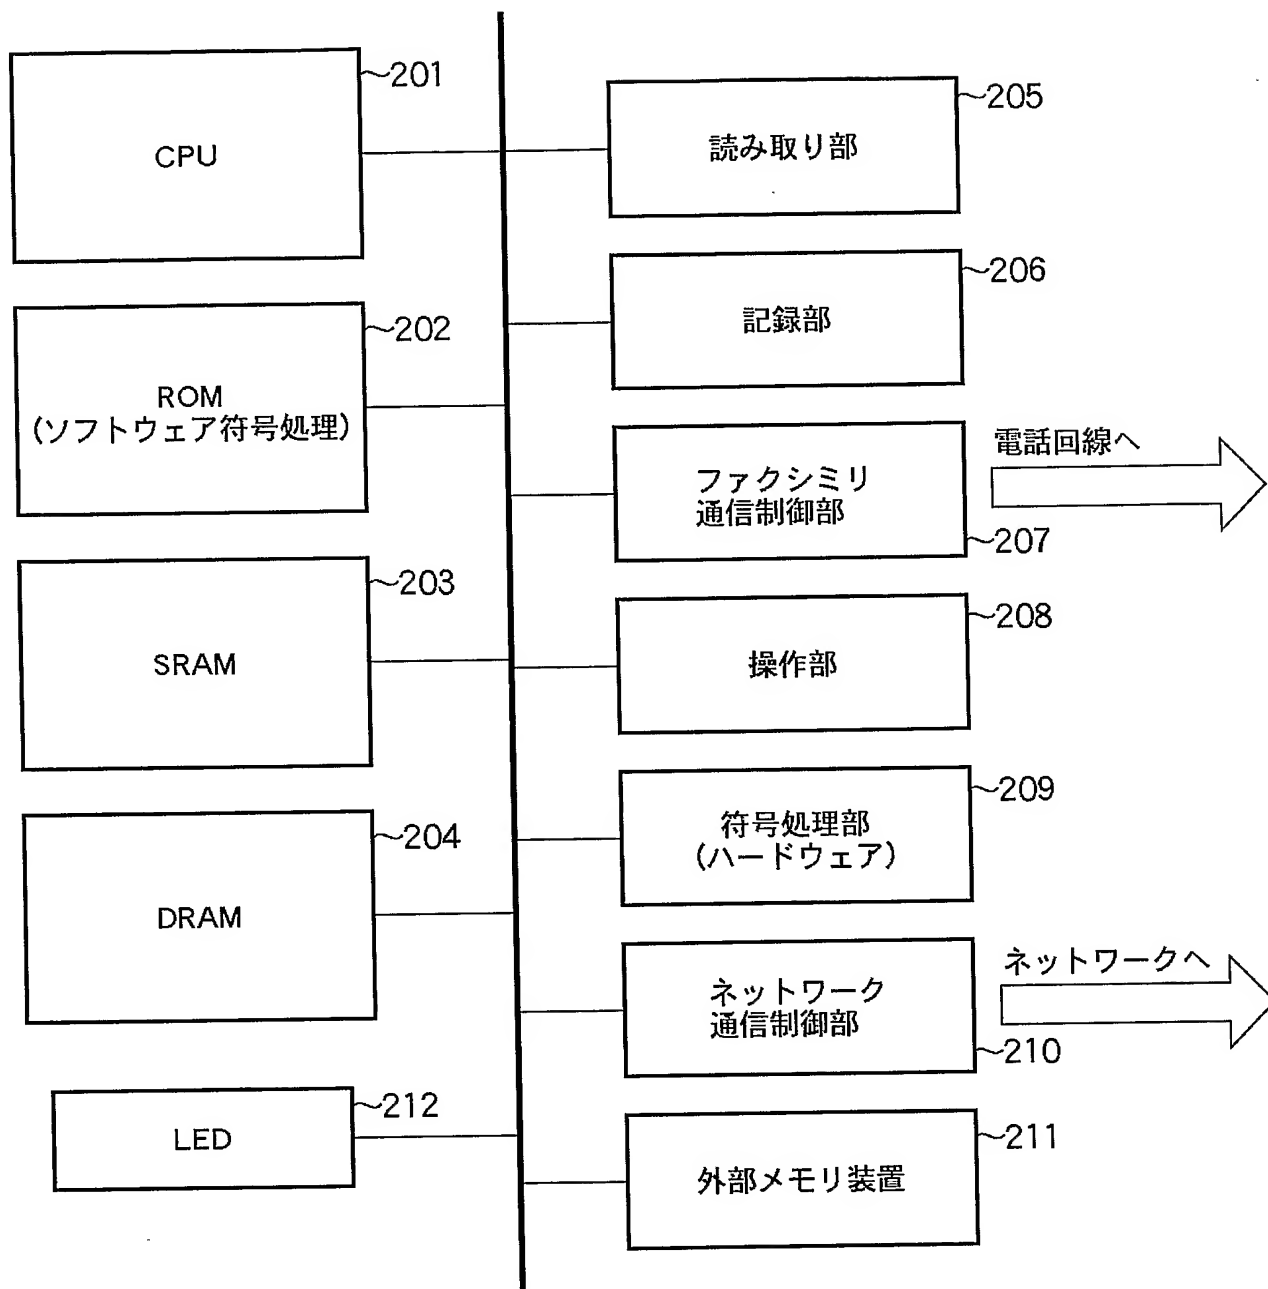 201
CPU
202
ROM
(ソフトウェア符号処理)
203
SRAM
204
DRAM
212
LED
205
読み取り部
206
記録部
電話回線へ
ファクシミリ
通信制御部
207
208
操作部
209
符号処理部
(ハードウェア)
ネットワークへ
ネットワーク
通信制御部
210
211
外部メモリ装置